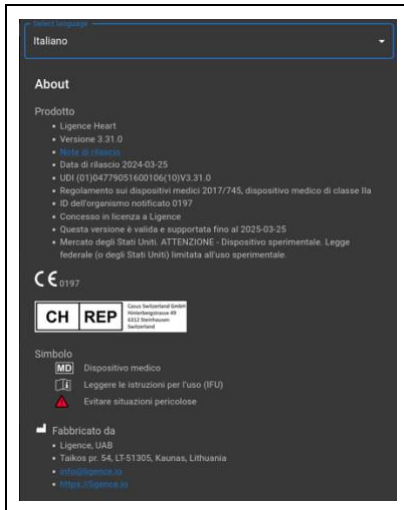 Select language
Italiano
About
Prodotto
Ligence Heart
Versione 3.31.0
Note di rilascio
Data di rilascio 2024-03-25
UDI (01)04779051600106(10)V3.31.0
Regolamento sui dispositivi medici 2017/745, dispositivo medico di classe IIa
ID dell'organismo notificato 0197
Concesso in licenza a Ligence
Questa versione è valida e supportata fino al 2025-03-25
Mercato degli Stati Uniti. ATTENZIONE - Dispositivo sperimentale. Legge
federale (o degli Stati Uniti) limitata all'uso sperimentale.
CE 0197
CH REP
Casus Switzerland GmbH
Hinterbergstrasse 49
6312 Steinhausen
Switzerland
Simbolo
MD Dispositivo medico
Leggere le istruzioni per l'uso (IFU)
Evitare situazioni pericolose
Fabbricato da
Ligence, UAB
Taikos pr. 54, LT-51305, Kaunas, Lithuania
info@ligence.io
https://ligence.io